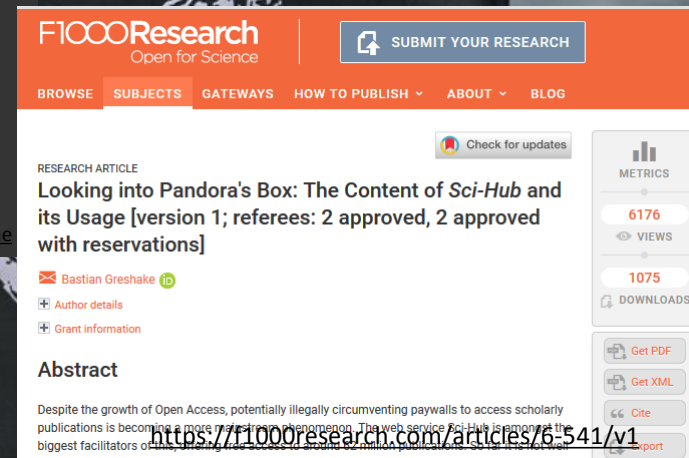 F1000Research
Open for Science
SUBMIT YOUR RESEARCH
BROWSE SUBJECTS GATEWAYS HOW TO PUBLISH ABOUT BLOG
Check for updates
RESEARCH ARTICLE
Looking into Pandora's Box: The Content of Sci-Hub and
its Usage [version 1; referees: 2 approved, 2 approved
with reservations]
Bastian Greshake iD
Author details
Grant information
Abstract
Despite the growth of Open Access, potentially illegally circumventing paywalls to access scholarly
publications is becoming a more mainstream phenomenon. The web service Sci-Hub is amongst the
biggest facilitators of this, offering free access to around 62 million publications. So far it is not well
https://f1000research.com/articles/6-541/v1
METRICS
6176
VIEWS
1075
DOWNLOADS
Get PDF
Get XML
Cite
Export